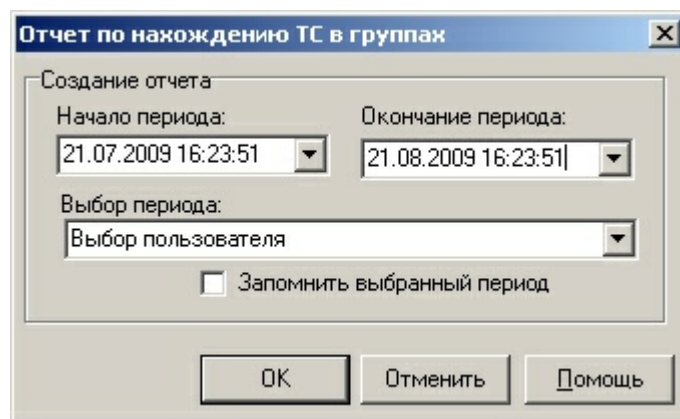 Отчет по нахождению ТС в группах
Создание отчета
Начало периода: Окончание периода:
21.07.2009 16:23:51 21.08.2009 16:23:51
Выбор периода:
Выбор пользователя
Запомнить выбранный период
OK Отменить Помощь